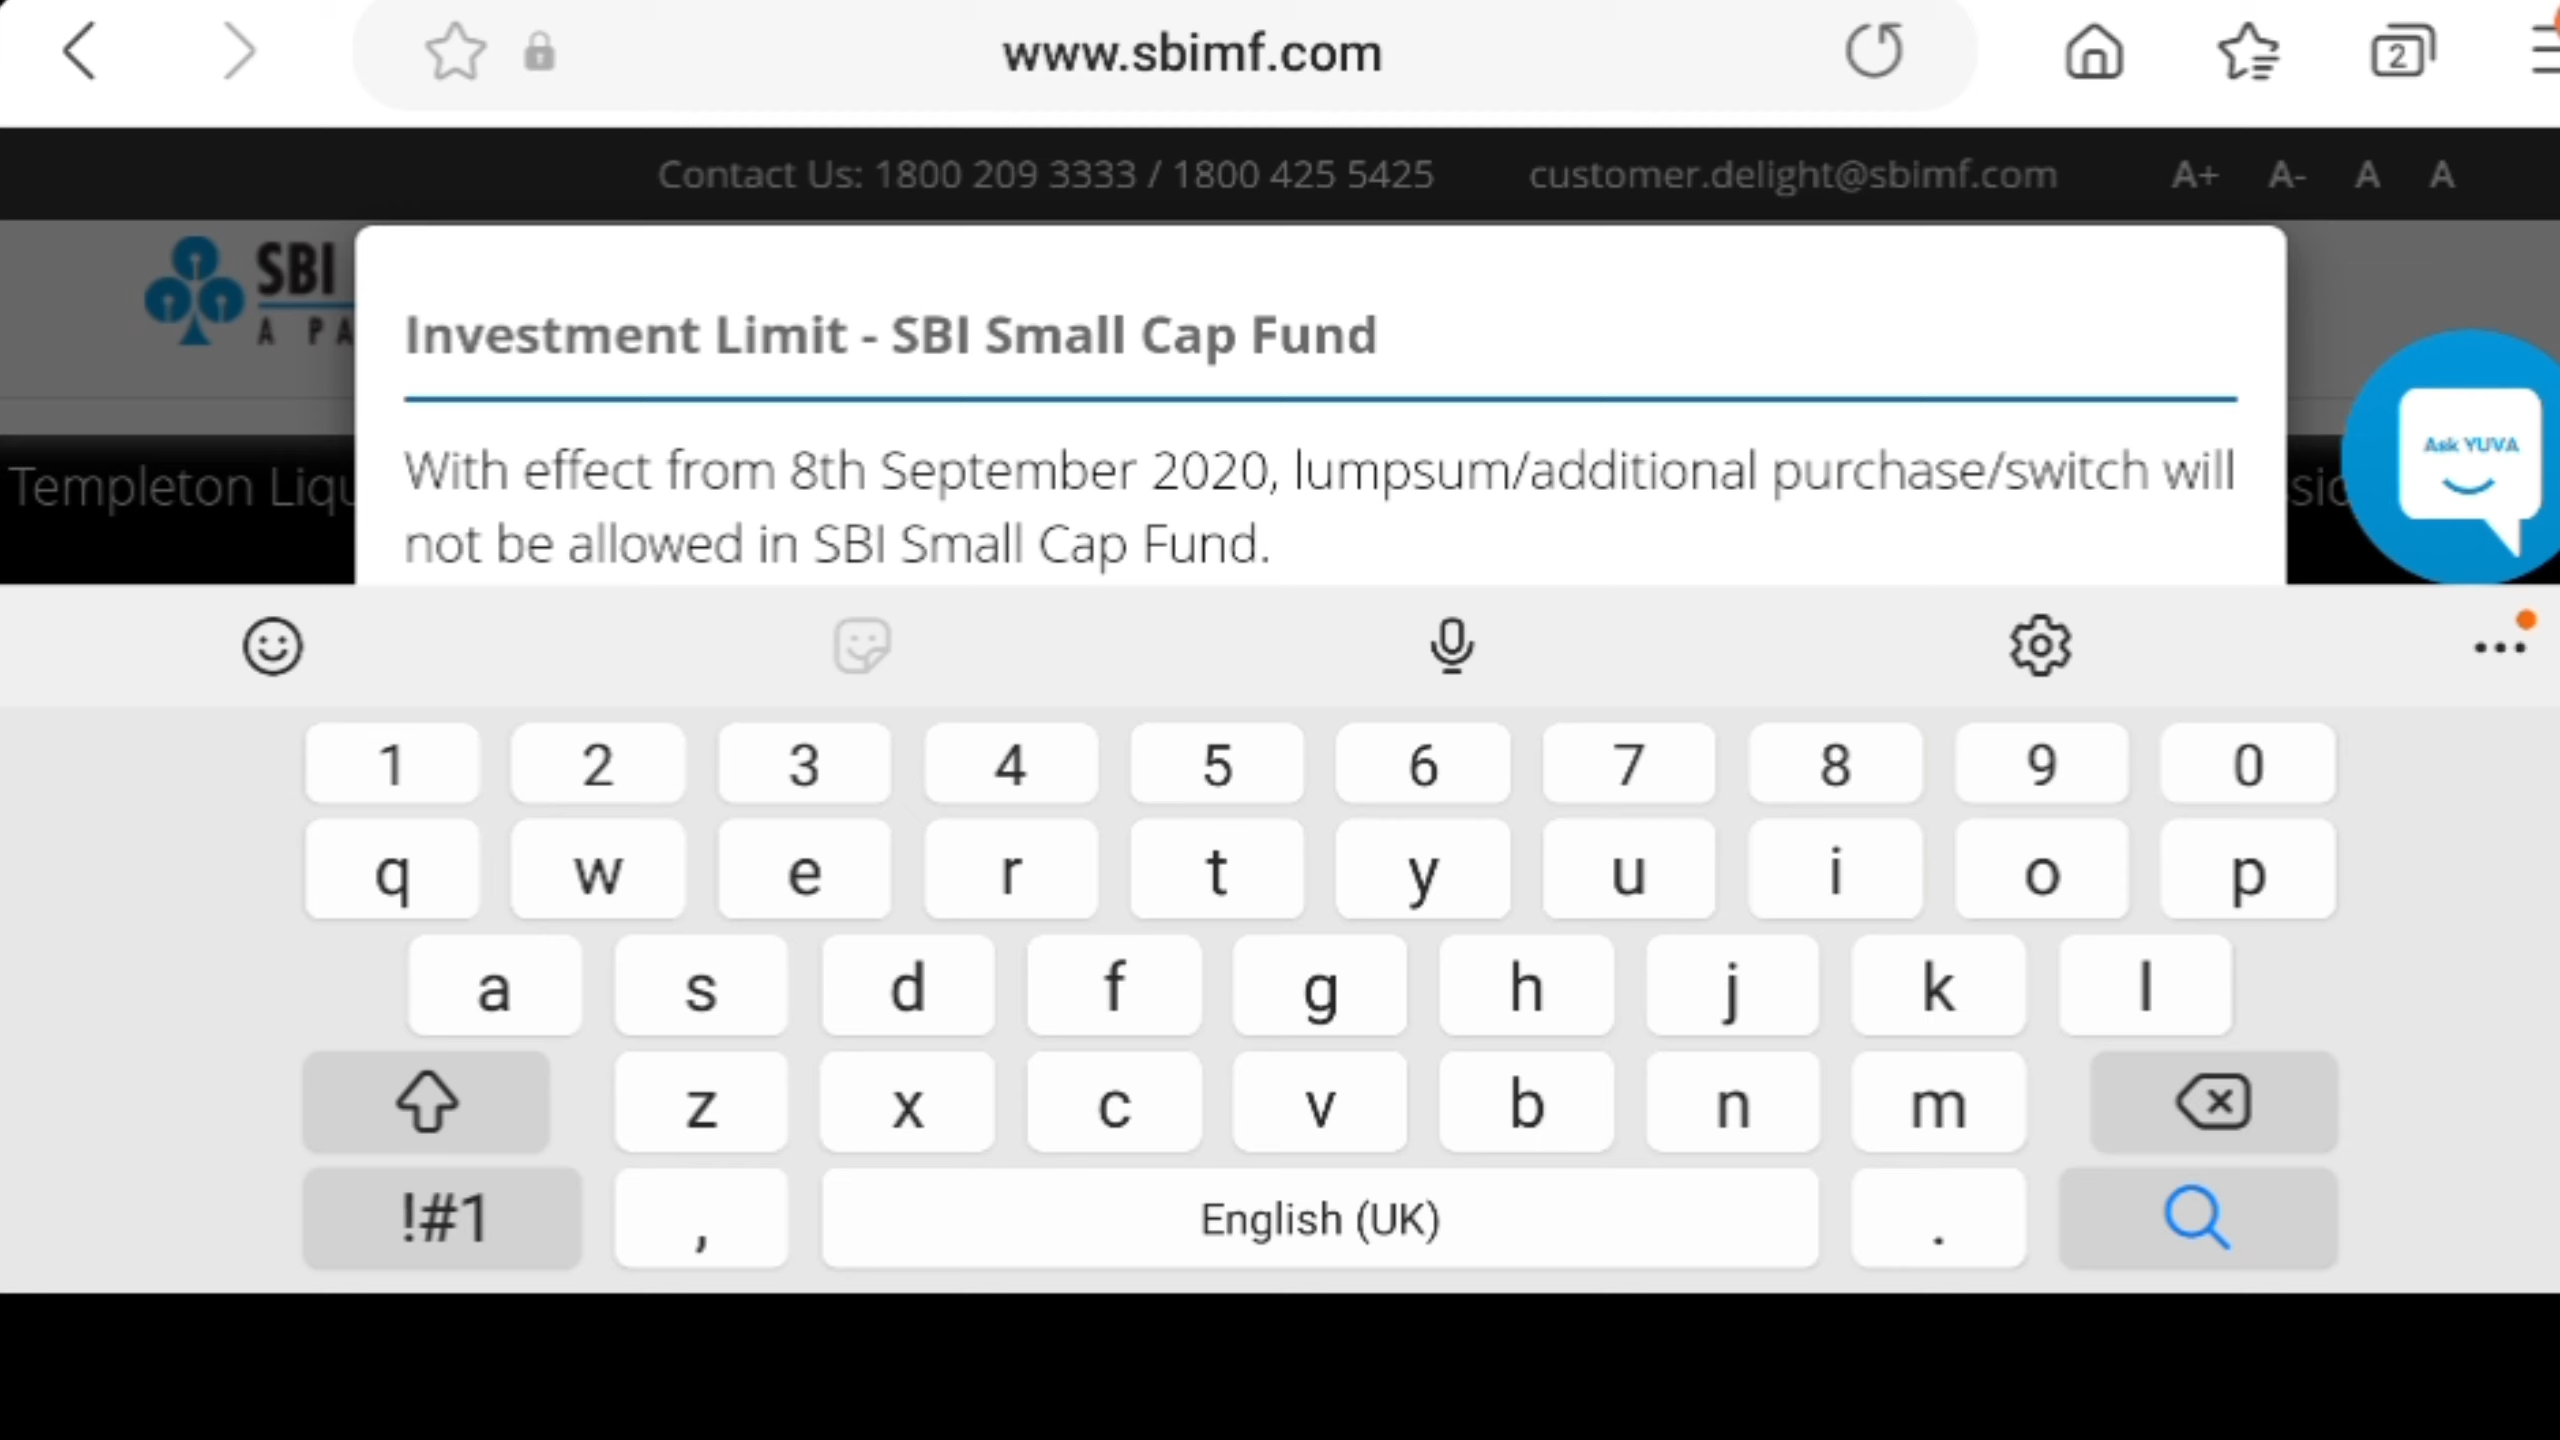 www.sbimf.com
2
Contact Us: 1800 209 3333 / 1800 425 5425 customer.delight@sbimf.com A+ A- A A
SBI
A PA
Investment Limit - SBI Small Cap Fund
Ask YUVA
With effect from 8th September 2020, lumpsum/additional purchase/switch will
not be allowed in SBI Small Cap Fund.
Templeton Liqu
1 2 3 4 5 6 7 8 9 0
q w e r t y u i o p
a s d f g h j k l
z x c v b n m
!#1 , English (UK) .